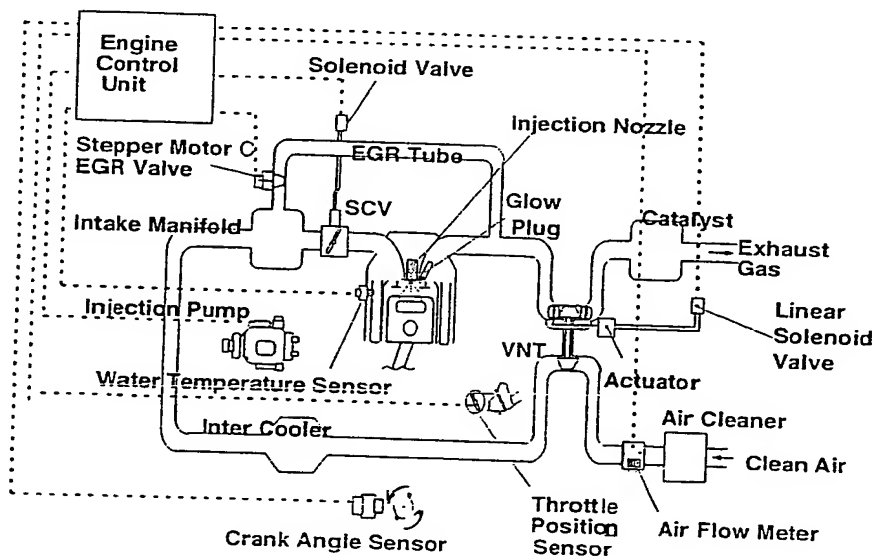 Engine
Control
Unit
Solenoid Valve
Injection Nozzle
Stepper Motor C
EGR Valve
EGR Tube
Glow
Plug
SCV
Intake Manifold
Catalyst
Exhaust
Gas
Injection Pump
Linear
Solenoid
Valve
VNT
Actuator
Water Temperature Sensor
Inter Cooler
Air Cleaner
Clean Air
Throttle
Position
Sensor
Air Flow Meter
Crank Angle Sensor